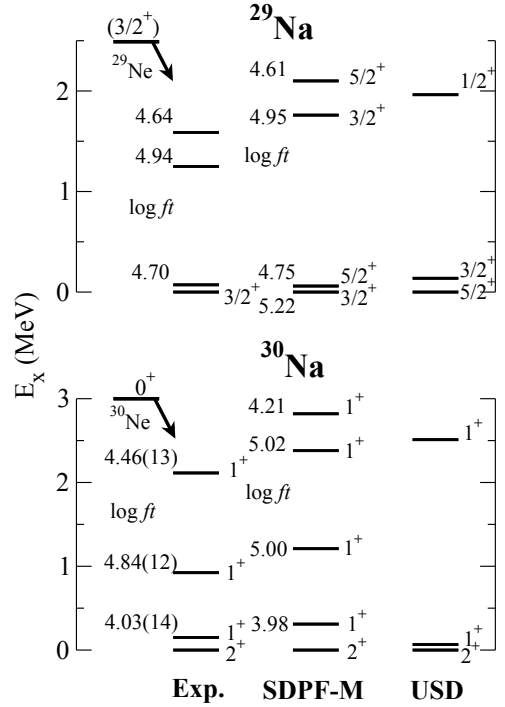 ²⁹Na
(3/2⁺)
²⁹Ne
4.61 5/2⁺ 1/2⁺
2
4.64 4.95 3/2⁺
4.94 log ft
1
log ft
4.70 4.75 5/2⁺ 3/2⁺
0 3/2⁺ 5.22 3/2⁺ 5/2⁺
E_x (MeV)
³⁰Na
0⁺
3
³⁰Ne 4.21 1⁺ 1⁺
4.46(13) 1⁺ 5.02 1⁺
2
log ft log ft
4.84(12) 1⁺ 5.00 1⁺
1
4.03(14) 1⁺ 3.98 1⁺ 1⁺
0 2⁺ 2⁺ 2⁺
Exp. SDPF-M USD